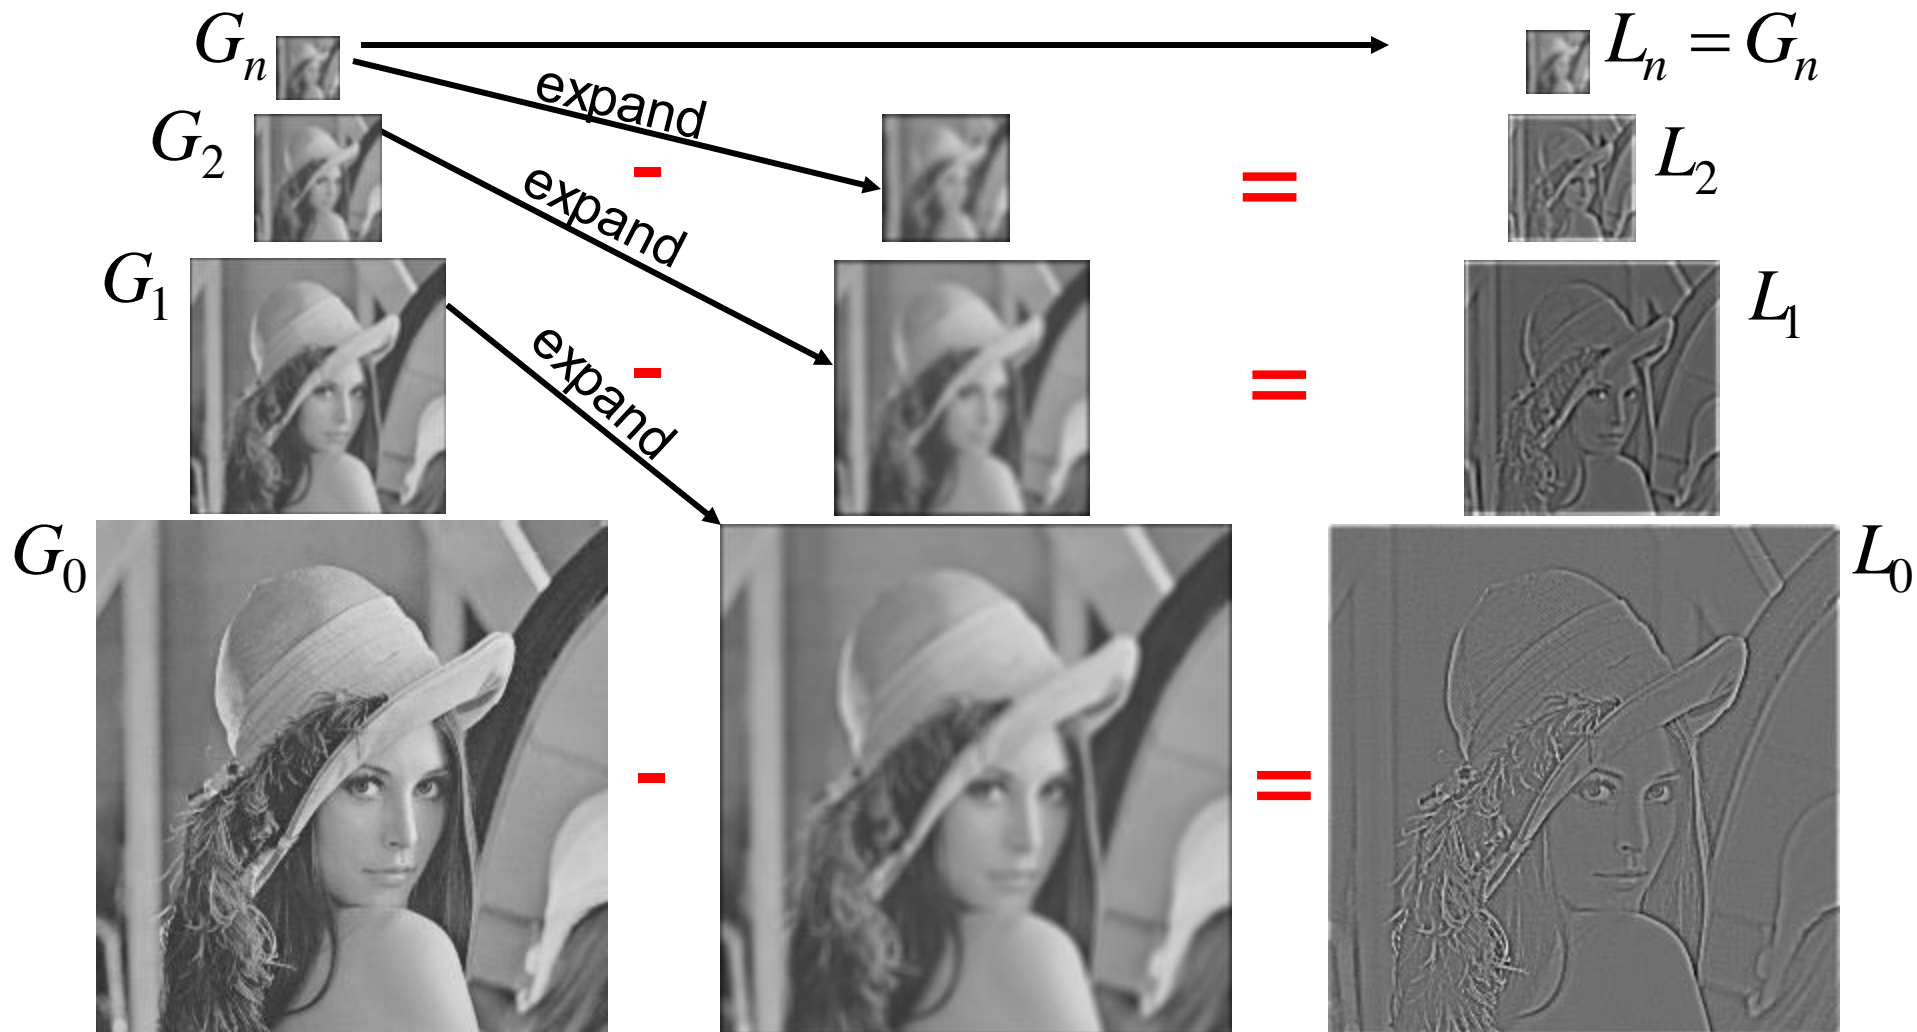 Gₙ Lₙ = Gₙ
expand
G₂ - = L₂
expand
G₁ - = L₁
expand
G₀ - = L₀